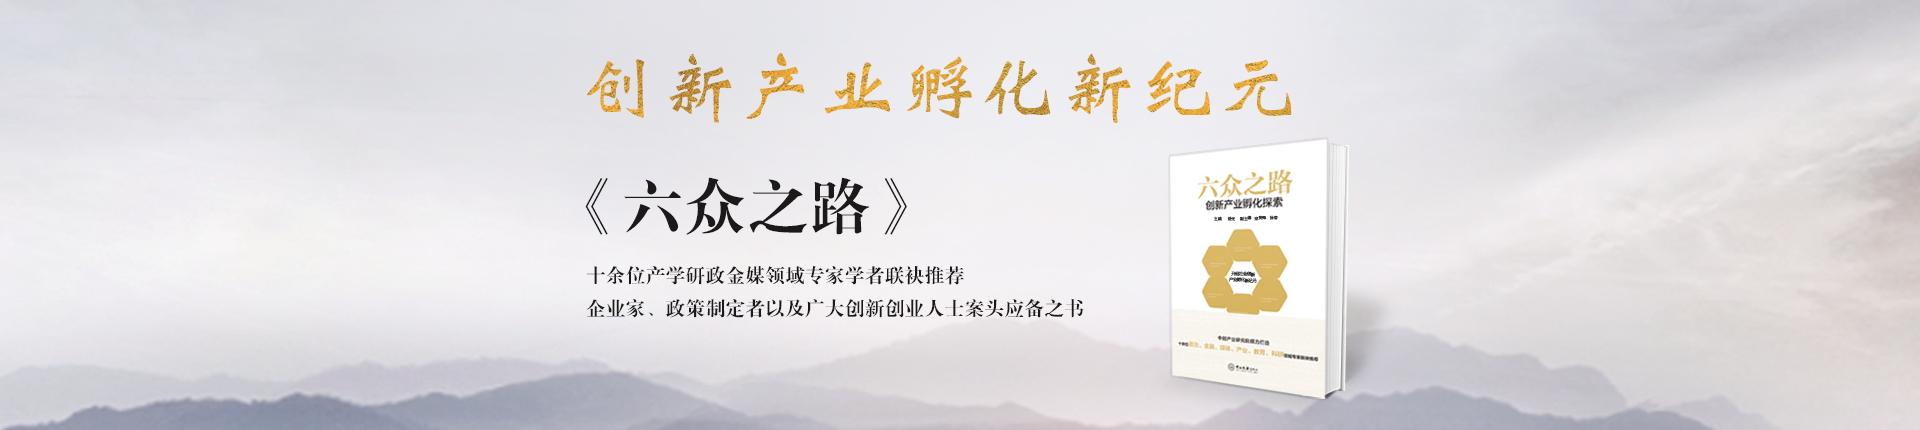 创新产业孵化新纪元
《六众之路》
十余位产学研政金媒领域专家学者联袂推荐
企业家、政策制定者以及广大创新创业人士案头应备之书
六众之路
创新产业孵化探索
主编